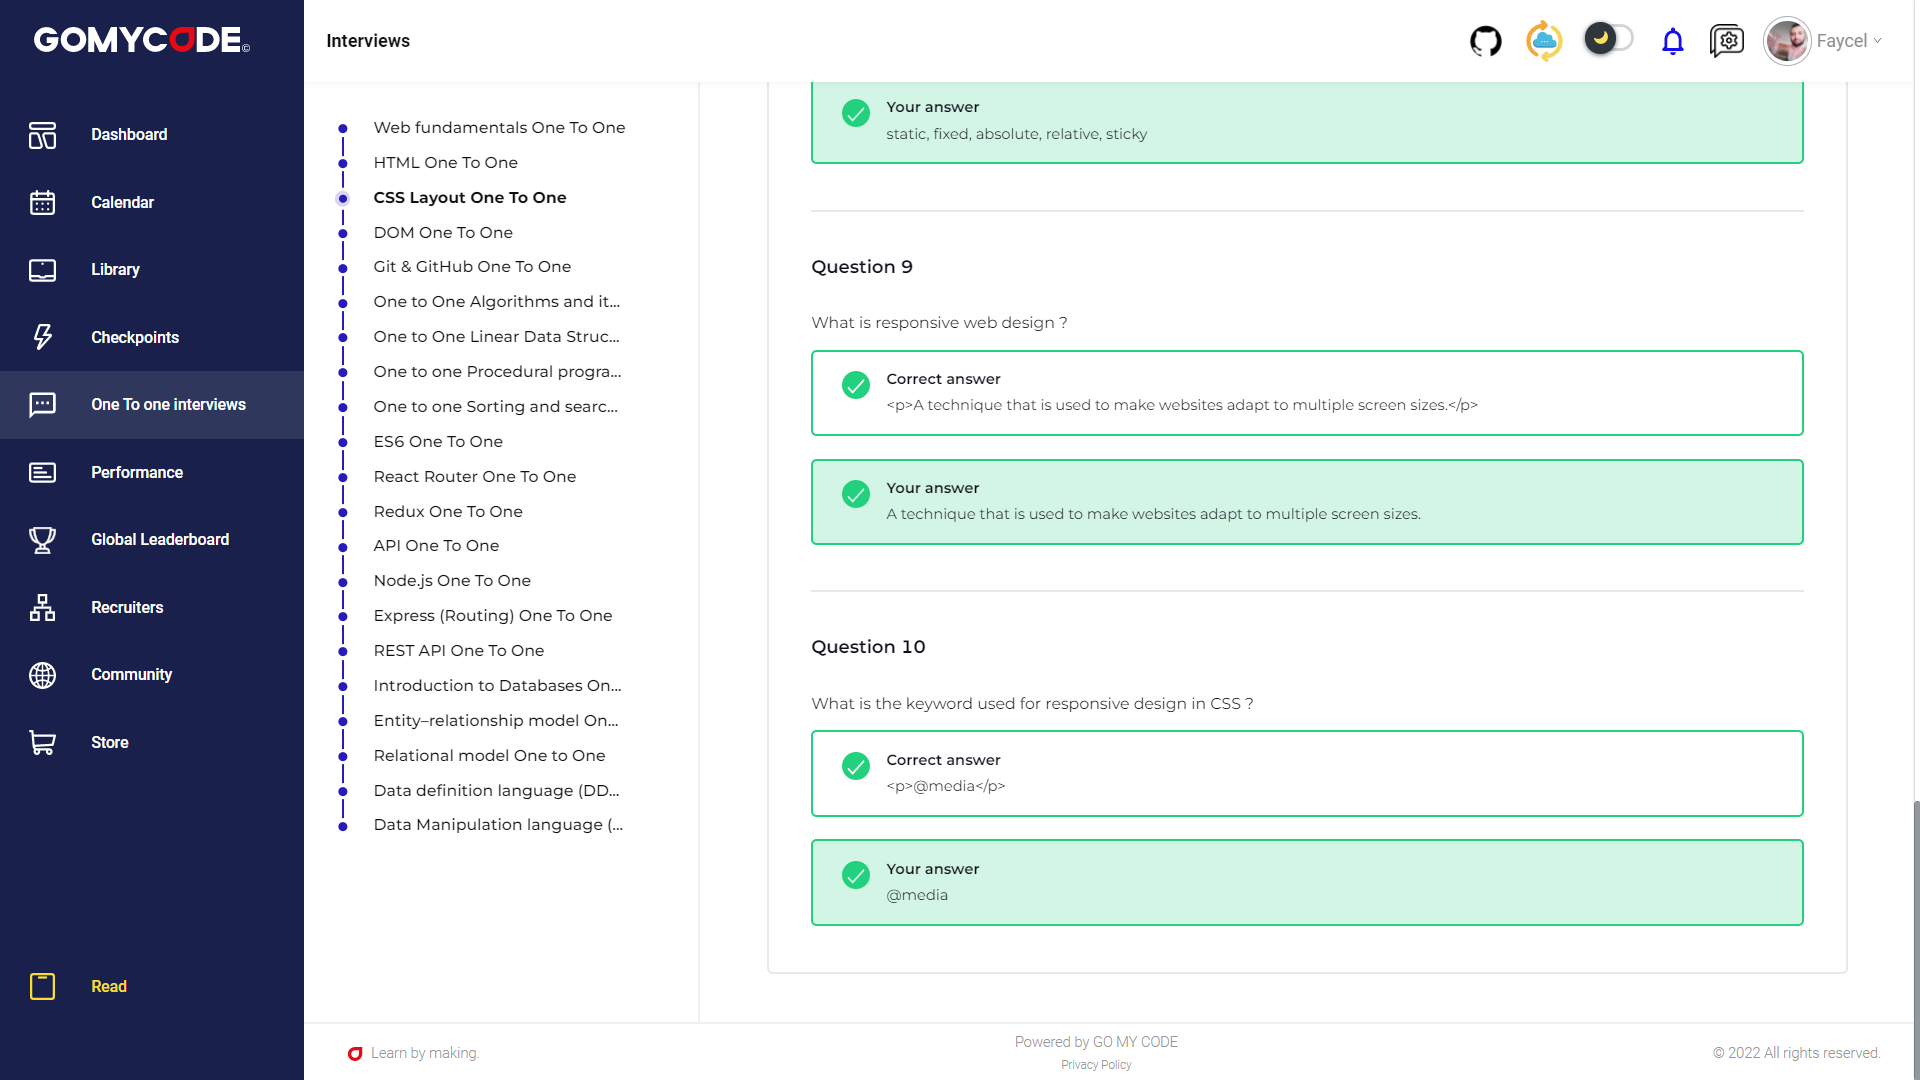 GOMYCODE©
Interviews
Faycel
Dashboard
Calendar
Library
Checkpoints
One To one interviews
Performance
Global Leaderboard
Recruiters
Community
Store
Read
Web fundamentals One To One
HTML One To One
CSS Layout One To One
DOM One To One
Git & GitHub One To One
One to One Algorithms and it...
One to One Linear Data Struc...
One to one Procedural progra...
One to one Sorting and searc...
ES6 One To One
React Router One To One
Redux One To One
API One To One
Node.js One To One
Express (Routing) One To One
REST API One To One
Introduction to Databases On...
Entity–relationship model On...
Relational model One to One
Data definition language (DD...
Data Manipulation language (...
Your answer
static, fixed, absolute, relative, sticky
Question 9
What is responsive web design ?
Correct answer
<p>A technique that is used to make websites adapt to multiple screen sizes.</p>
Your answer
A technique that is used to make websites adapt to multiple screen sizes.
Question 10
What is the keyword used for responsive design in CSS ?
Correct answer
<p>@media</p>
Your answer
@media
Learn by making.
Powered by GO MY CODE
Privacy Policy
© 2022 All rights reserved.